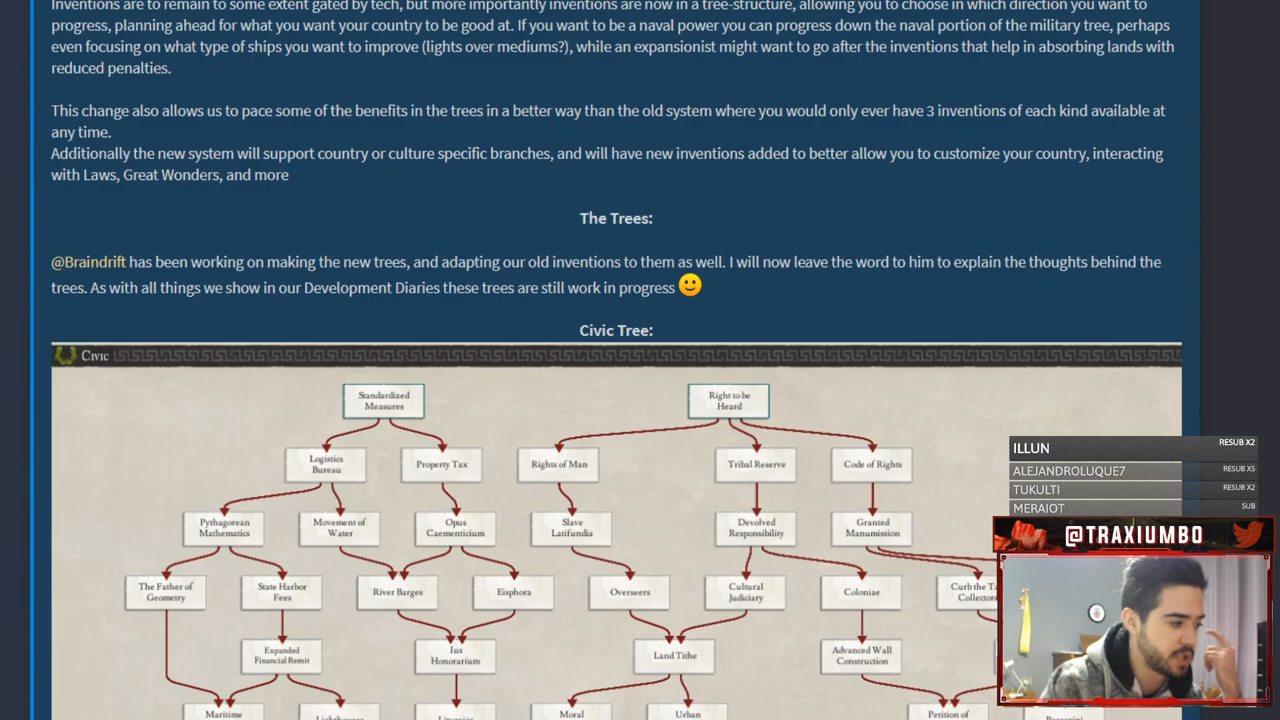 Inventions are to remain to some extent gated by tech, but more importantly inventions are now in a tree-structure, allowing you to choose in which direction you want to
progress, planning ahead for what you want your country to be good at. If you want to be a naval power you can progress down the naval portion of the military tree, perhaps
even focusing on what type of ships you want to improve (lights over mediums?), while an expansionist might want to go after the inventions that help in absorbing lands with
reduced penalties.
This change also allows us to pace some of the benefits in the trees in a better way than the old system where you would only ever have 3 inventions of each kind available at
any time.
Additionally the new system will support country or culture specific branches, and will have new inventions added to better allow you to customize your country, interacting
with Laws, Great Wonders, and more
The Trees:
@Braindrift has been working on making the new trees, and adapting our old inventions to them as well. I will now leave the word to him to explain the thoughts behind the
trees. As with all things we show in our Development Diaries these trees are still work in progress
Civic Tree:
Civic
Standardized
Measures
Right to be
Heard
Logistics
Bureau
Property Tax
Rights of Man
Tribal Reserve
Code of Rights
Pythagorean
Mathematics
Movement of
Water
Opus
Caementicium
Slave
Latifundia
Devolved
Responsibility
Granted
Manumission
The Father of
Geometry
State Harbor
Fees
River Barges
Eisphora
Overseers
Cultural
Judiciary
Coloniae
Curb the
Expanded
Financial Remit
Ius
Honorarium
Land Tithe
Advanced Wall
Construction
Maritime
Moral
Urban
Petition of
ILLUN RESUB X2
ALEJANDROLUQUE7 RESUB X5
TUKULTI RESUB X2
MERAIOT SUB
@TRAXIUMBO